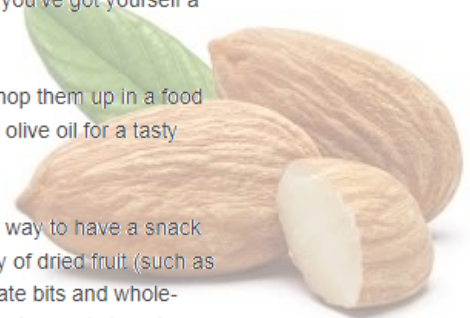 you've got yourself a
hop them up in a food
olive oil for a tasty
way to have a snack
y of dried fruit (such as
ate bits and whole-